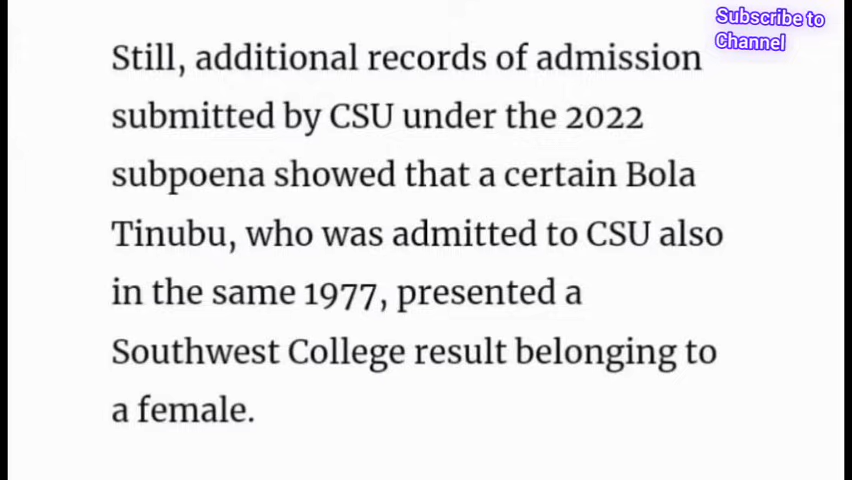 Subscribe to
Channel
Still, additional records of admission
submitted by CSU under the 2022
subpoena showed that a certain Bola
Tinubu, who was admitted to CSU also
in the same 1977, presented a
Southwest College result belonging to
a female.